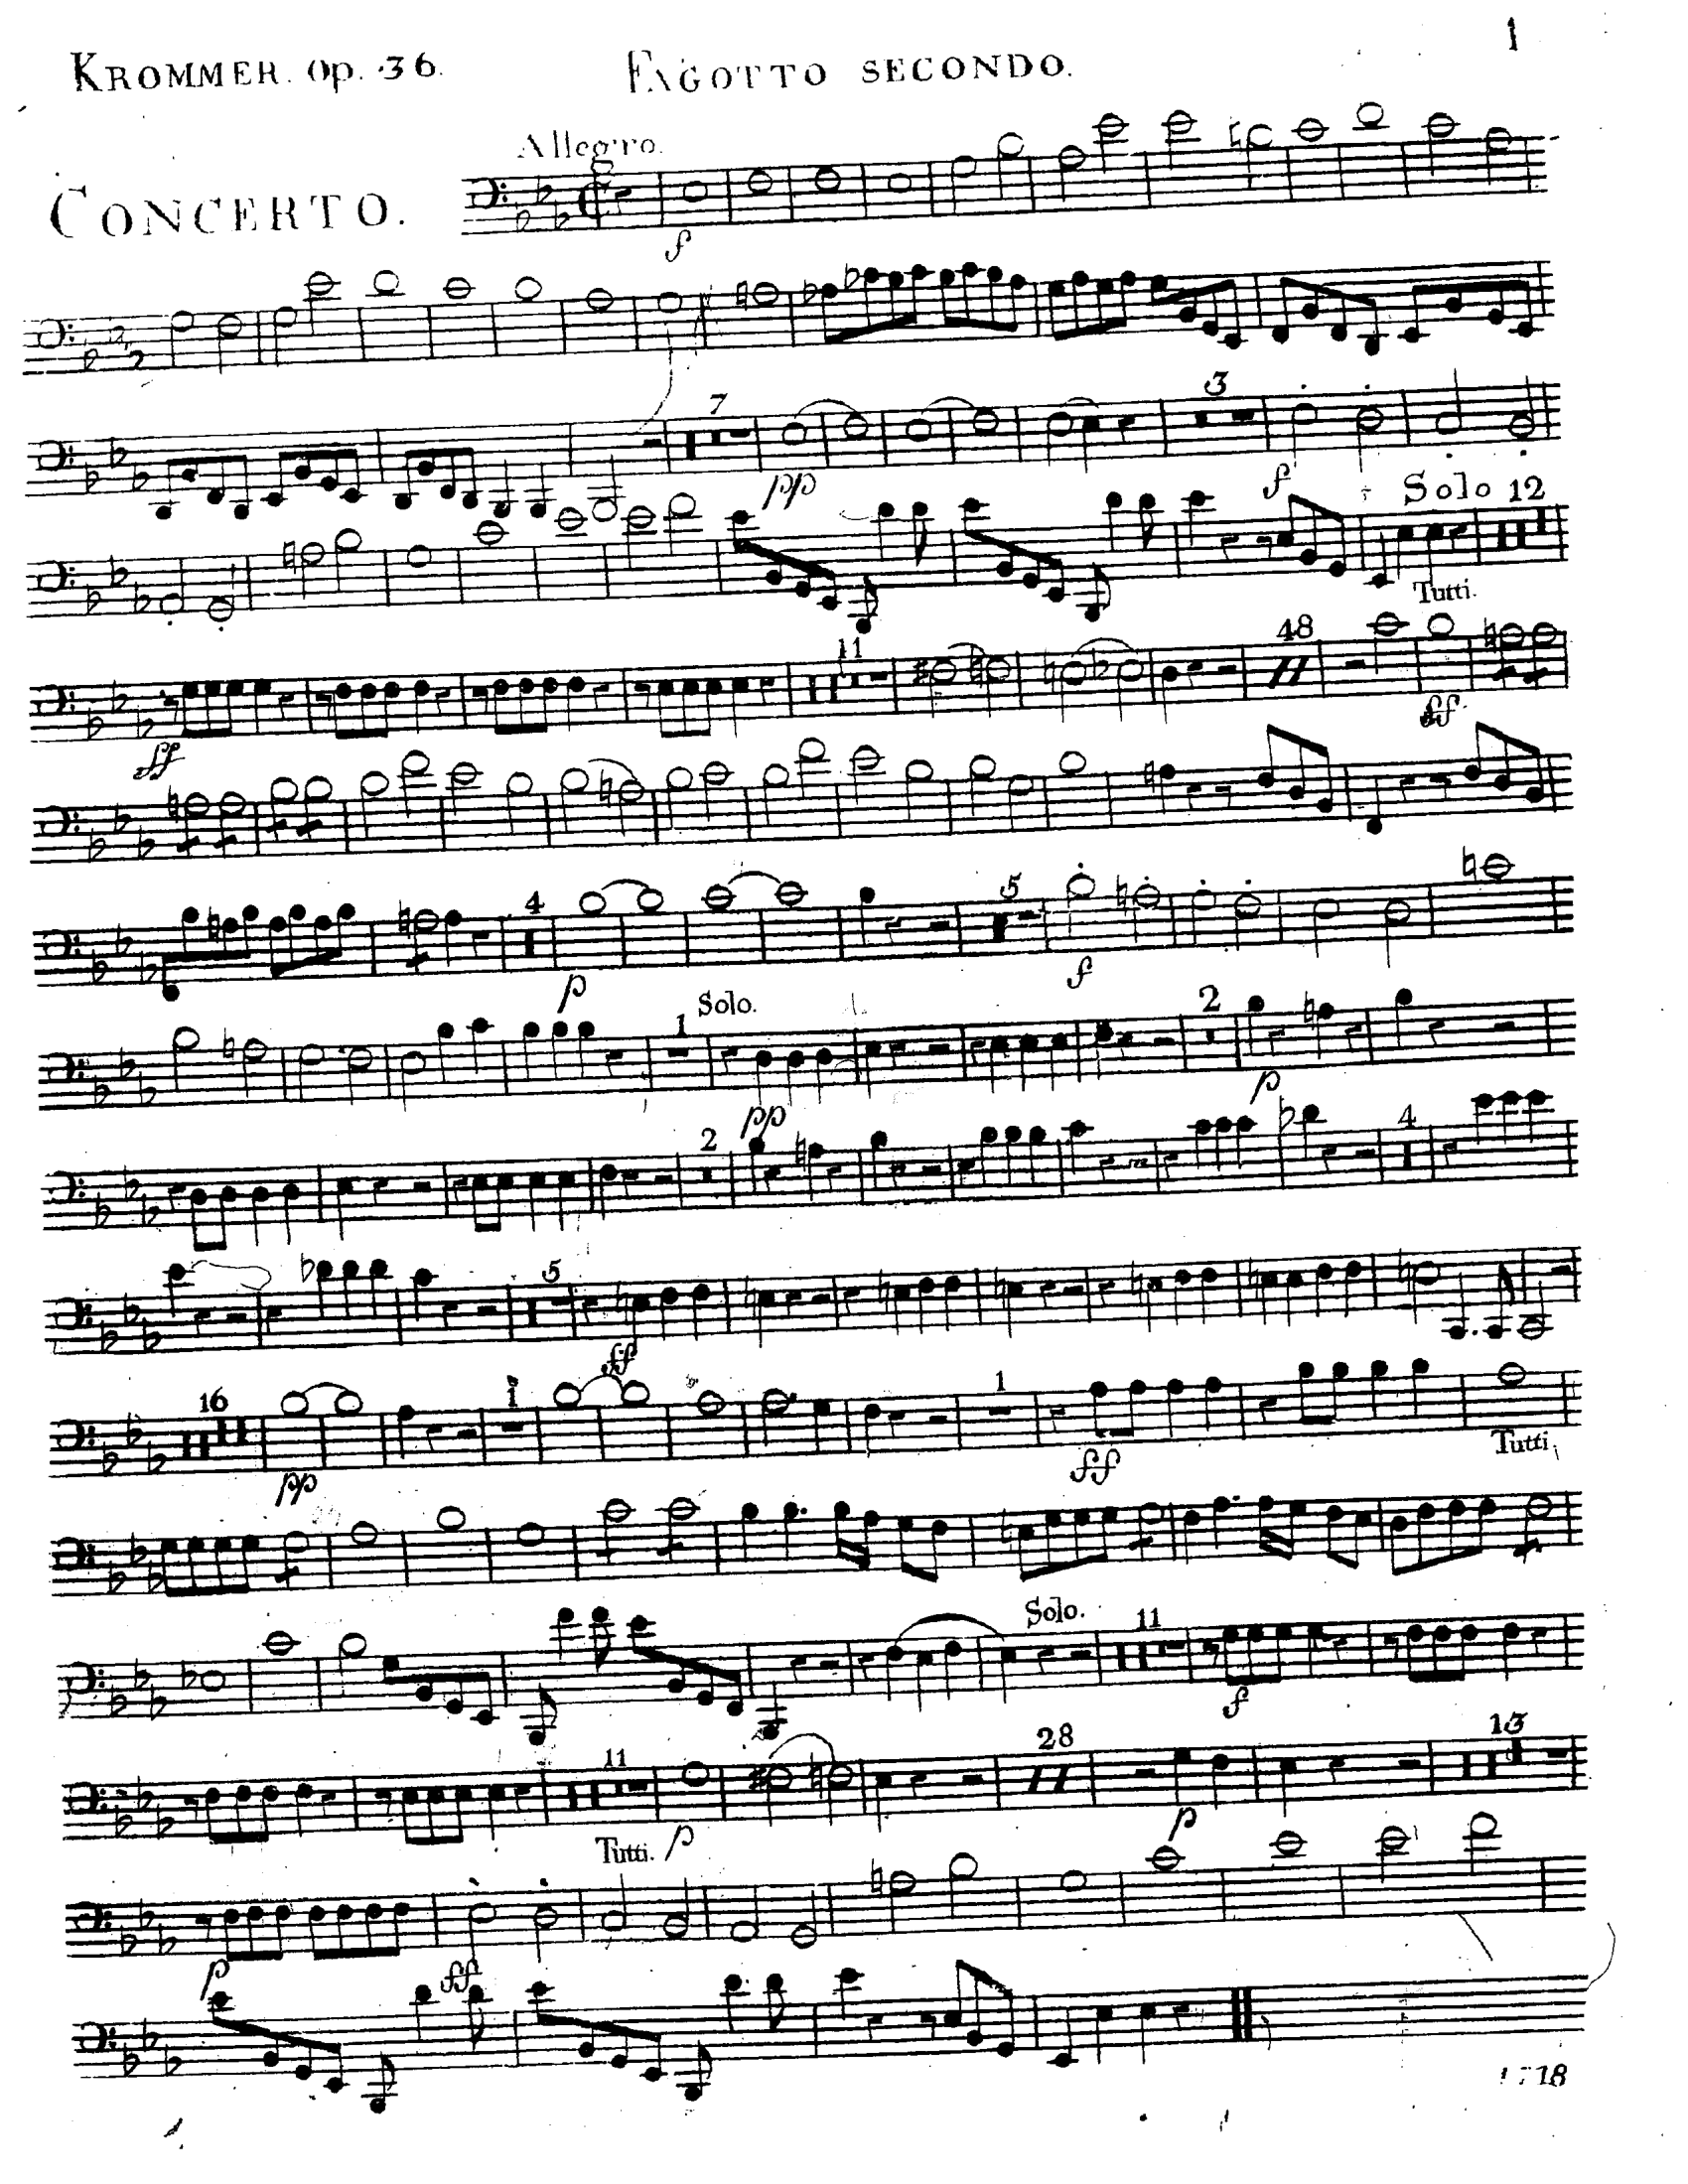 1
KROMMER. Op. 36. FAGOTTO SECONDO.
Allegro.
CONCERTO.
f
7 3
pp f
Solo 12
Tutti.
11 48
ff ff
4 5
p f
Solo.
1 2
pp p
2 4
5
ff
16 1 1
pp ff
Tutti
Solo.
11
f
11 28 13
Tutti. p p
p ff